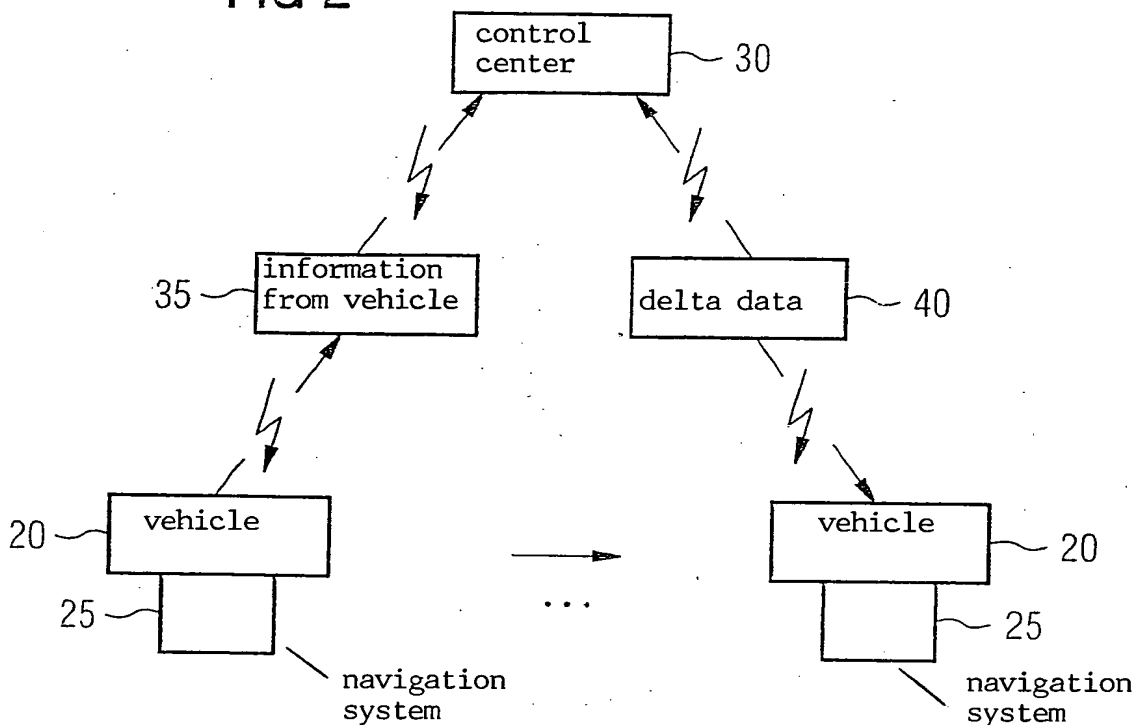 FIG 2
control
center
30
information
from vehicle
35
delta data
40
vehicle
20
25
navigation
system
...
vehicle
20
25
navigation
system